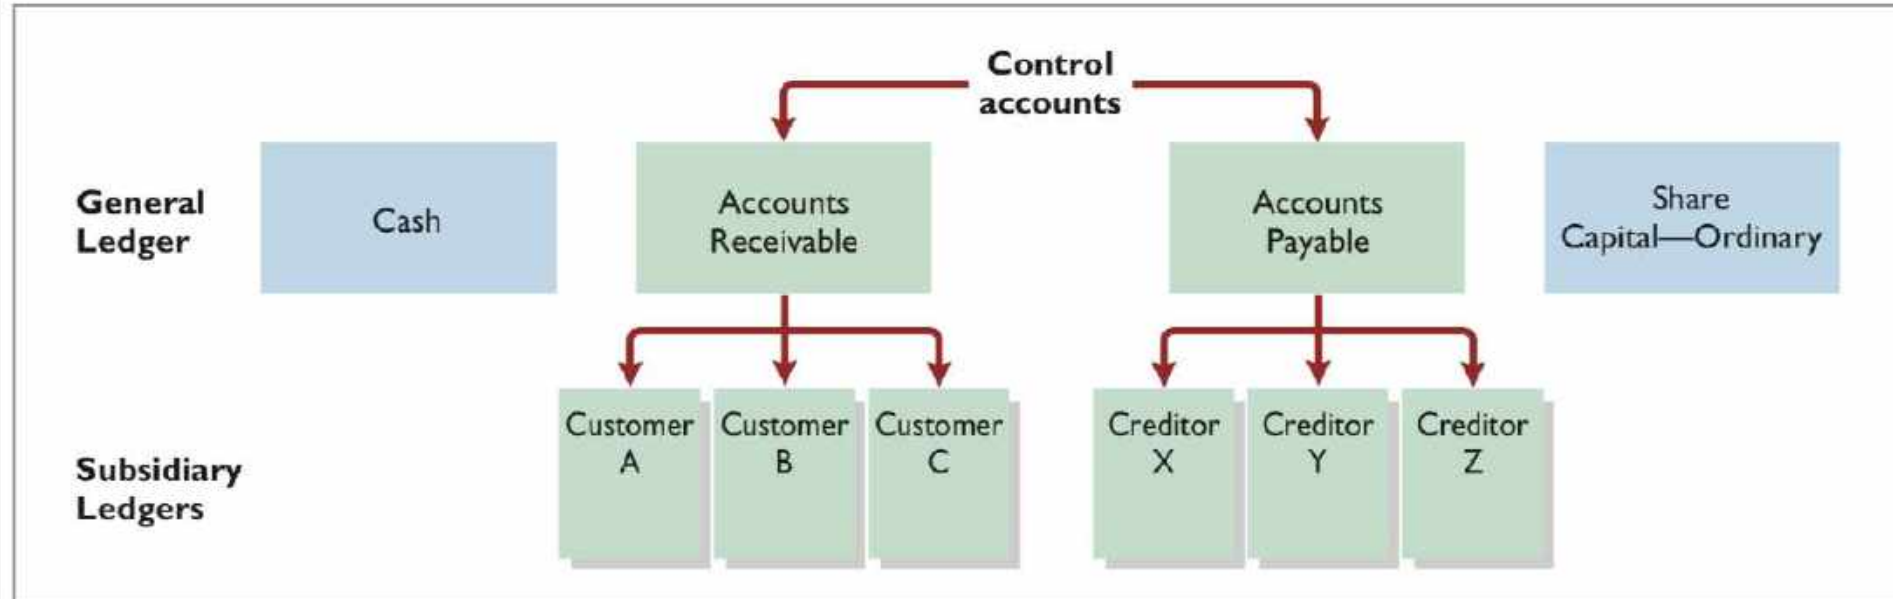 Control
accounts
General
Ledger
Cash
Accounts
Receivable
Accounts
Payable
Share
Capital—Ordinary
Subsidiary
Ledgers
Customer
A
Customer
B
Customer
C
Creditor
X
Creditor
Y
Creditor
Z